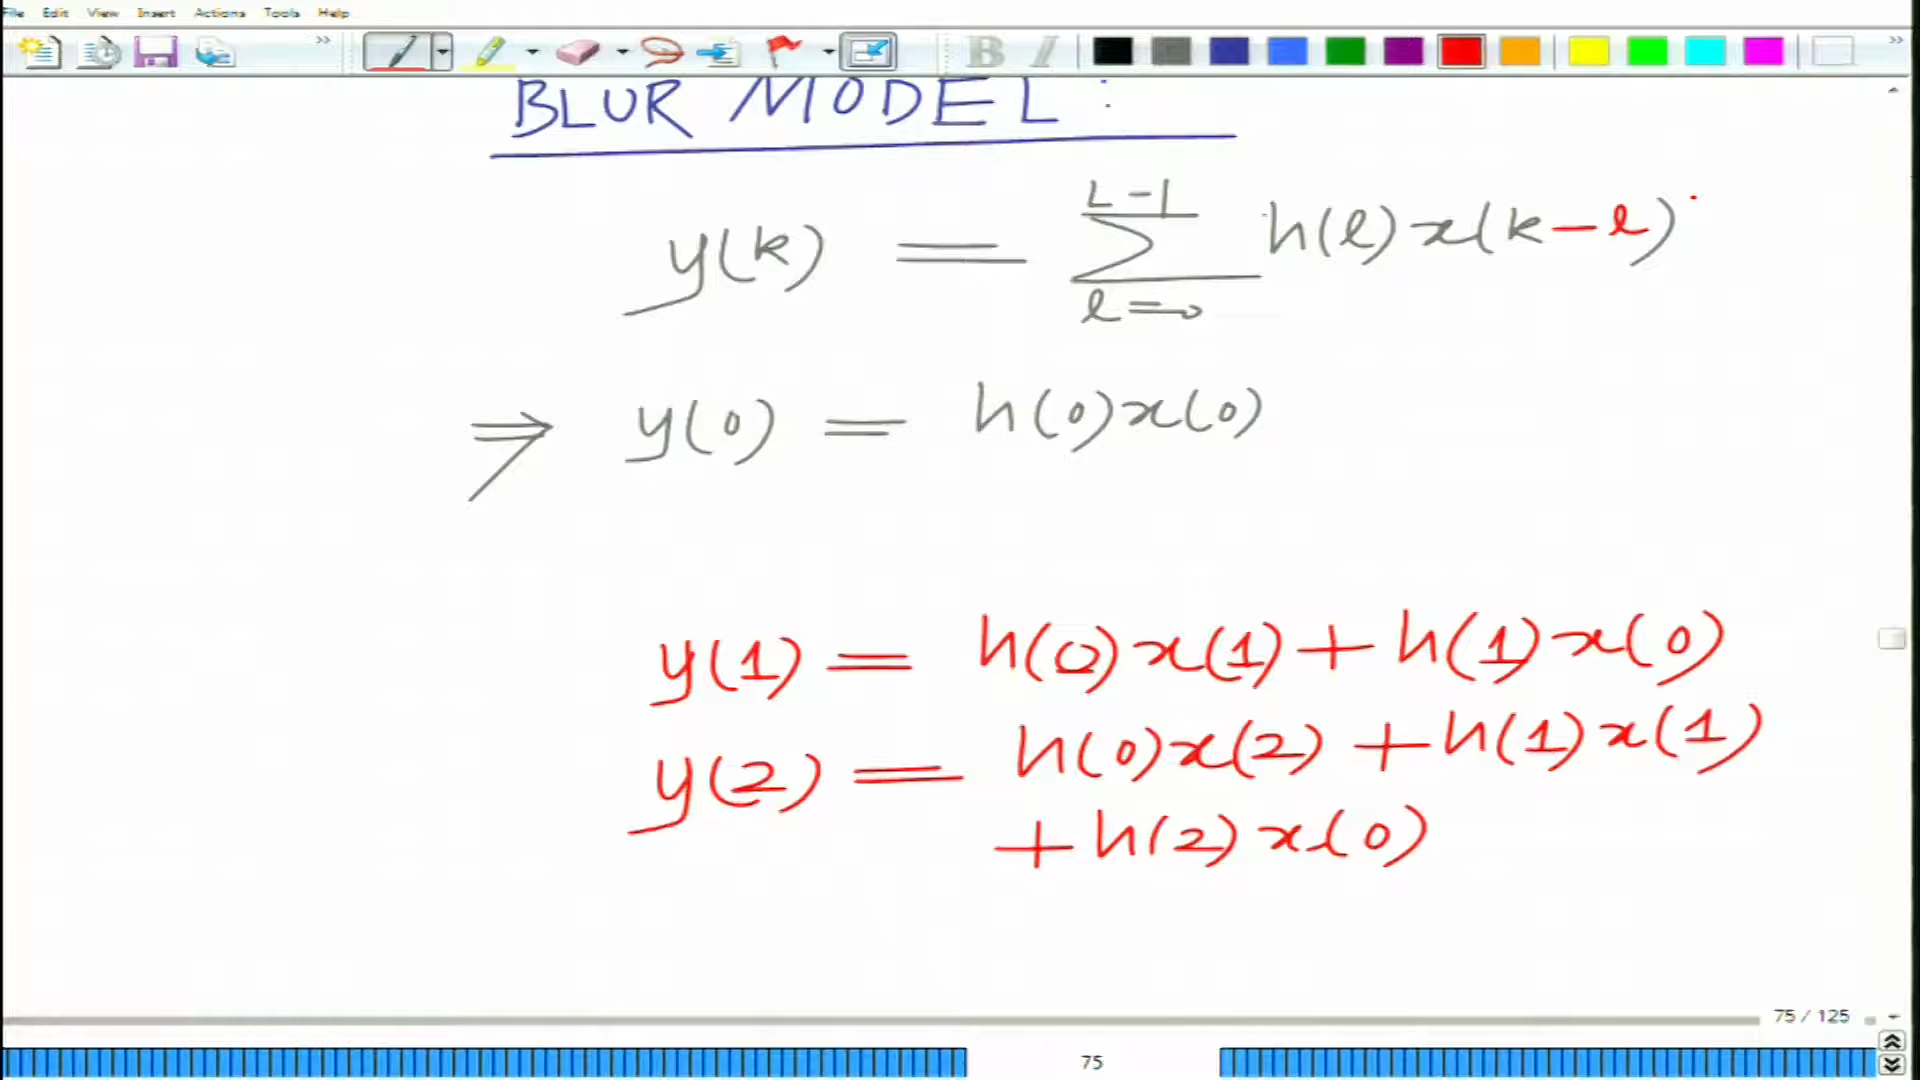 File Edit View Insert Actions Tools Help
B I
BLUR MODEL :
y(k) = ∑_{l=0}^{L-1} h(l)x(k-l)
⇒ y(0) = h(0)x(0)
y(1) = h(0)x(1)+h(1)x(0)
y(2) = h(0)x(2)+h(1)x(1)
+h(2)x(0)
75 / 125
75